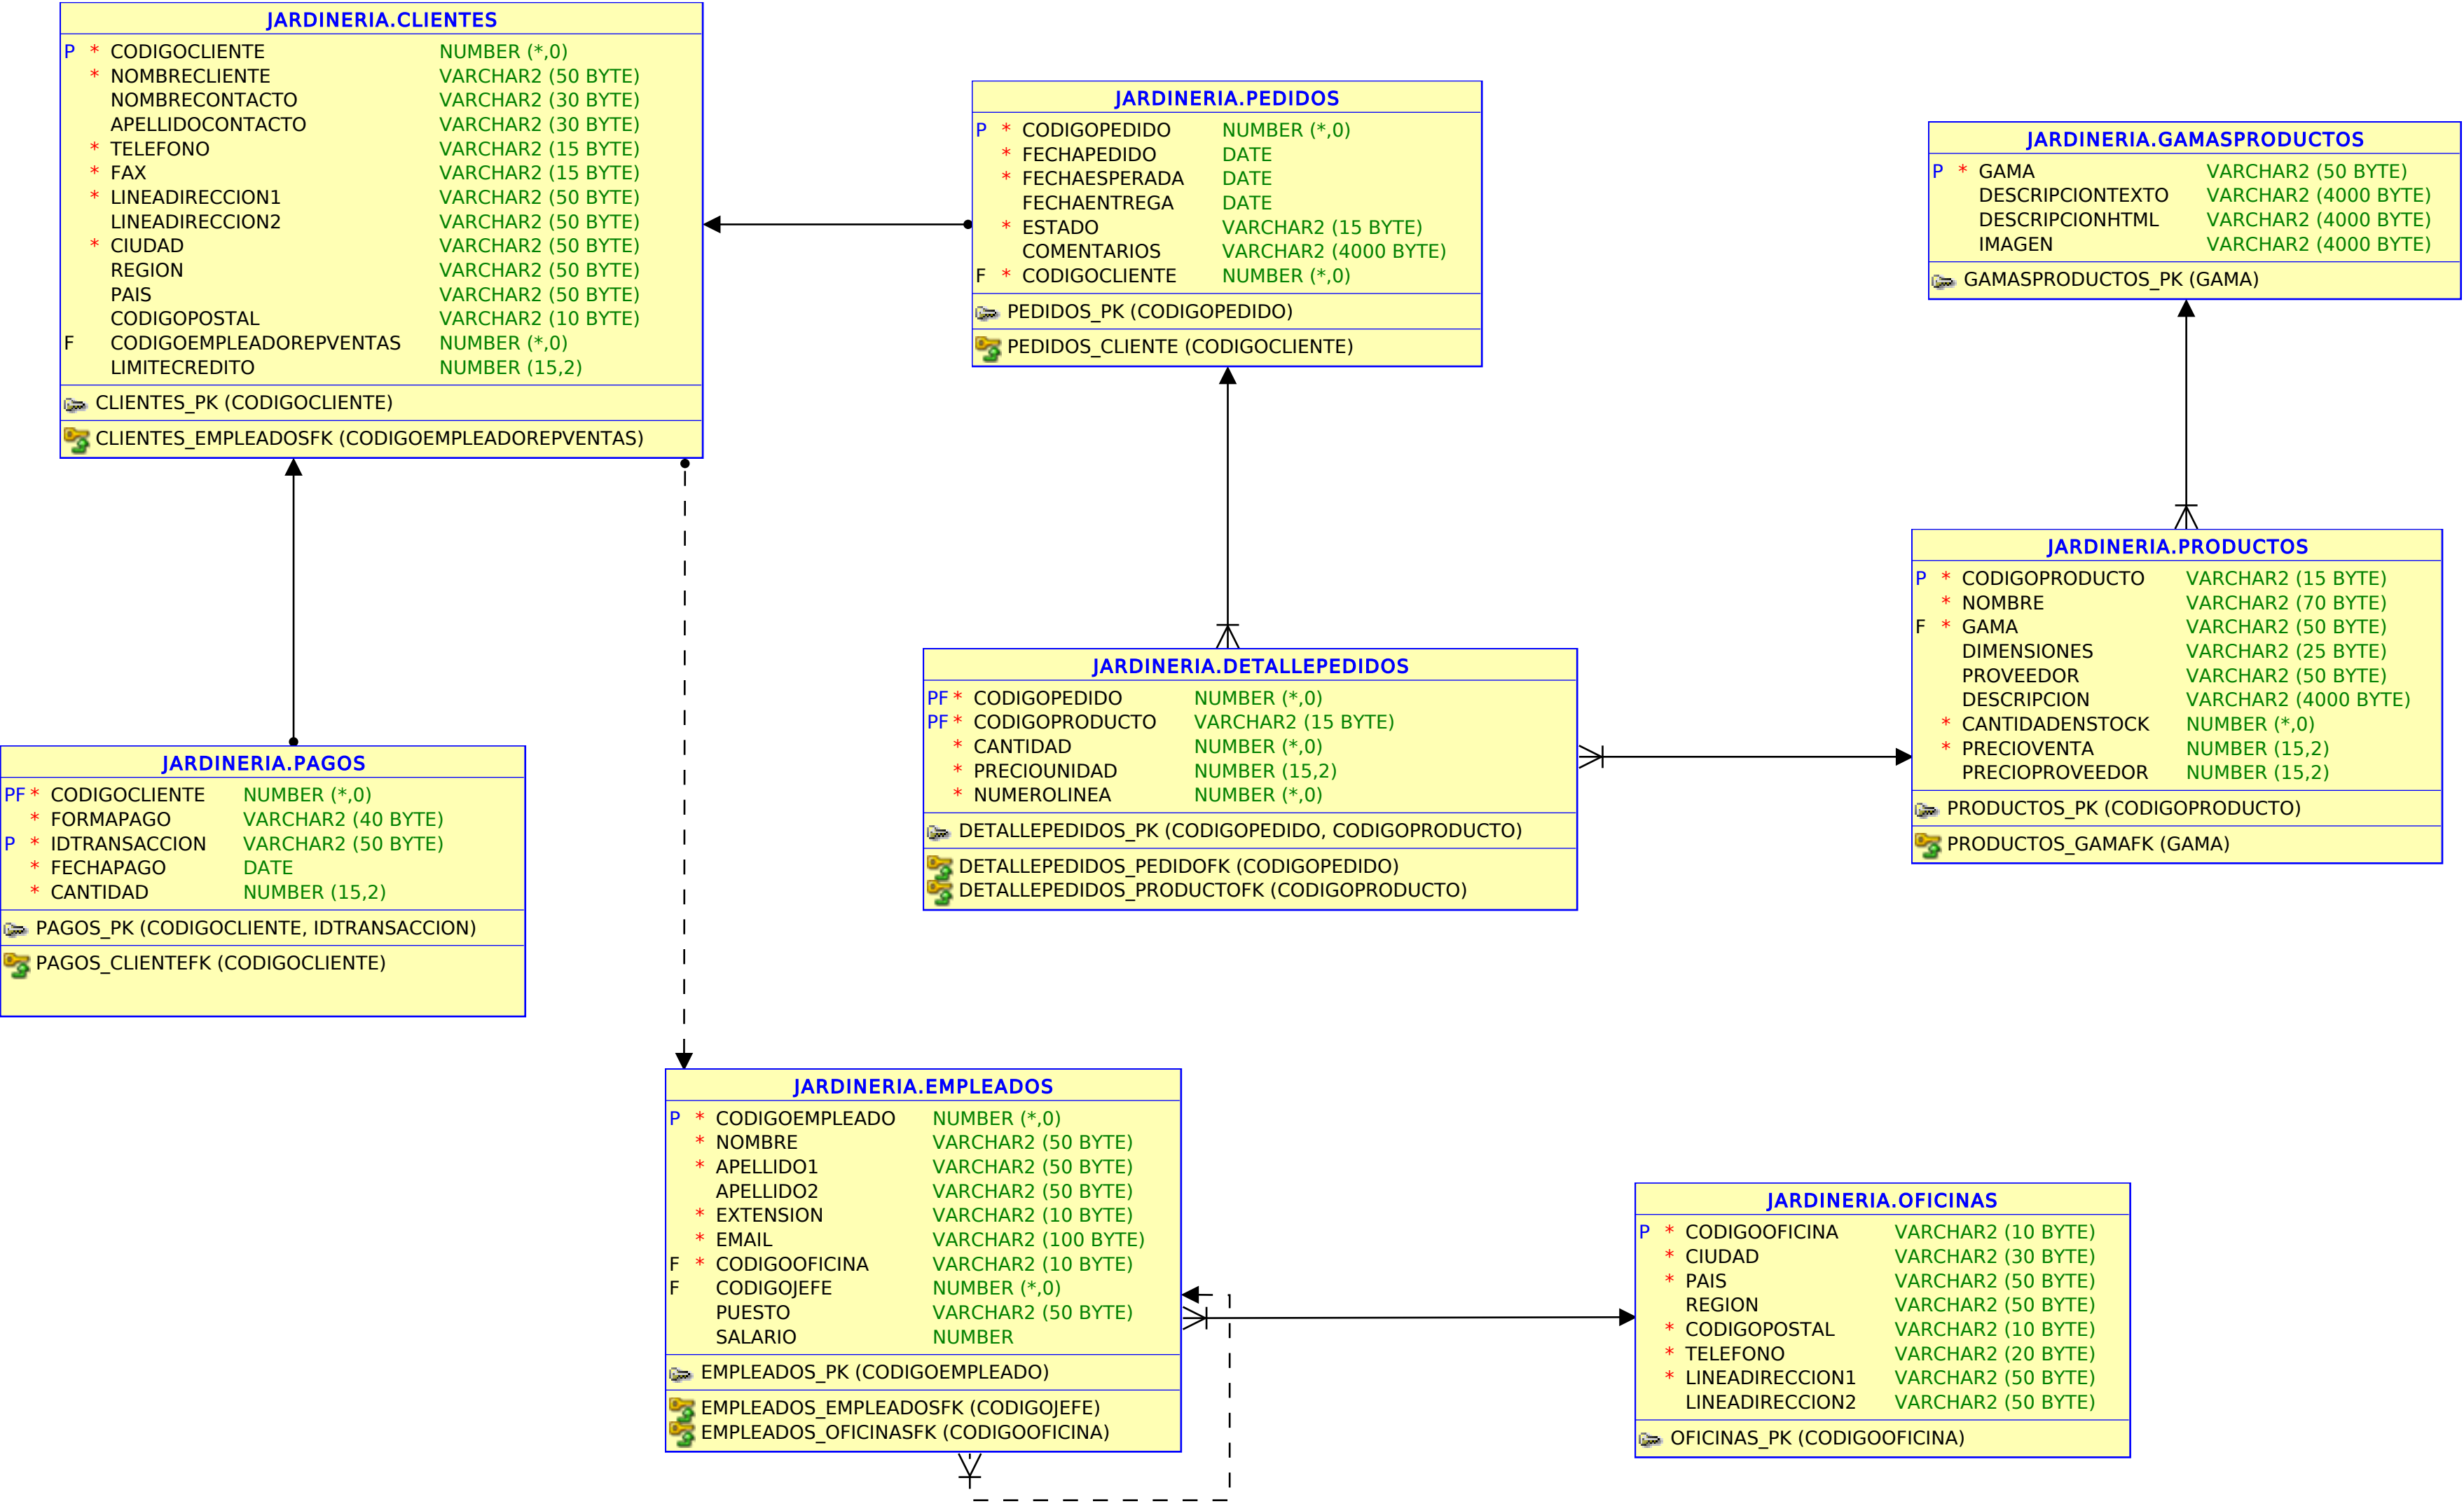 JARDINERIA.CLIENTES
P * CODIGOCLIENTE NUMBER (*,0)
* NOMBRECLIENTE VARCHAR2 (50 BYTE)
NOMBRECONTACTO VARCHAR2 (30 BYTE)
APELLIDOCONTACTO VARCHAR2 (30 BYTE)
* TELEFONO VARCHAR2 (15 BYTE)
* FAX VARCHAR2 (15 BYTE)
* LINEADIRECCION1 VARCHAR2 (50 BYTE)
LINEADIRECCION2 VARCHAR2 (50 BYTE)
* CIUDAD VARCHAR2 (50 BYTE)
REGION VARCHAR2 (50 BYTE)
PAIS VARCHAR2 (50 BYTE)
CODIGOPOSTAL VARCHAR2 (10 BYTE)
F CODIGOEMPLEADOREPVENTAS NUMBER (*,0)
LIMITECREDITO NUMBER (15,2)
CLIENTES_PK (CODIGOCLIENTE)
CLIENTES_EMPLEADOSFK (CODIGOEMPLEADOREPVENTAS)
JARDINERIA.PEDIDOS
P * CODIGOPEDIDO NUMBER (*,0)
* FECHAPEDIDO DATE
* FECHAESPERADA DATE
FECHAENTREGA DATE
* ESTADO VARCHAR2 (15 BYTE)
COMENTARIOS VARCHAR2 (4000 BYTE)
F * CODIGOCLIENTE NUMBER (*,0)
PEDIDOS_PK (CODIGOPEDIDO)
PEDIDOS_CLIENTE (CODIGOCLIENTE)
JARDINERIA.GAMASPRODUCTOS
P * GAMA VARCHAR2 (50 BYTE)
DESCRIPCIONTEXTO VARCHAR2 (4000 BYTE)
DESCRIPCIONHTML VARCHAR2 (4000 BYTE)
IMAGEN VARCHAR2 (4000 BYTE)
GAMASPRODUCTOS_PK (GAMA)
JARDINERIA.PRODUCTOS
P * CODIGOPRODUCTO VARCHAR2 (15 BYTE)
* NOMBRE VARCHAR2 (70 BYTE)
F * GAMA VARCHAR2 (50 BYTE)
DIMENSIONES VARCHAR2 (25 BYTE)
PROVEEDOR VARCHAR2 (50 BYTE)
DESCRIPCION VARCHAR2 (4000 BYTE)
* CANTIDADENSTOCK NUMBER (*,0)
* PRECIOVENTA NUMBER (15,2)
PRECIOPROVEEDOR NUMBER (15,2)
PRODUCTOS_PK (CODIGOPRODUCTO)
PRODUCTOS_GAMAFK (GAMA)
JARDINERIA.DETALLEPEDIDOS
PF * CODIGOPEDIDO NUMBER (*,0)
PF * CODIGOPRODUCTO VARCHAR2 (15 BYTE)
* CANTIDAD NUMBER (*,0)
* PRECIOUNIDAD NUMBER (15,2)
* NUMEROLINEA NUMBER (*,0)
DETALLEPEDIDOS_PK (CODIGOPEDIDO, CODIGOPRODUCTO)
DETALLEPEDIDOS_PEDIDOFK (CODIGOPEDIDO)
DETALLEPEDIDOS_PRODUCTOFK (CODIGOPRODUCTO)
JARDINERIA.PAGOS
PF * CODIGOCLIENTE NUMBER (*,0)
* FORMAPAGO VARCHAR2 (40 BYTE)
P * IDTRANSACCION VARCHAR2 (50 BYTE)
* FECHAPAGO DATE
* CANTIDAD NUMBER (15,2)
PAGOS_PK (CODIGOCLIENTE, IDTRANSACCION)
PAGOS_CLIENTEFK (CODIGOCLIENTE)
JARDINERIA.EMPLEADOS
P * CODIGOEMPLEADO NUMBER (*,0)
* NOMBRE VARCHAR2 (50 BYTE)
* APELLIDO1 VARCHAR2 (50 BYTE)
APELLIDO2 VARCHAR2 (50 BYTE)
* EXTENSION VARCHAR2 (10 BYTE)
* EMAIL VARCHAR2 (100 BYTE)
F * CODIGOOFICINA VARCHAR2 (10 BYTE)
F CODIGOJEFE NUMBER (*,0)
PUESTO VARCHAR2 (50 BYTE)
SALARIO NUMBER
EMPLEADOS_PK (CODIGOEMPLEADO)
EMPLEADOS_EMPLEADOSFK (CODIGOJEFE)
EMPLEADOS_OFICINASFK (CODIGOOFICINA)
JARDINERIA.OFICINAS
P * CODIGOOFICINA VARCHAR2 (10 BYTE)
* CIUDAD VARCHAR2 (30 BYTE)
* PAIS VARCHAR2 (50 BYTE)
REGION VARCHAR2 (50 BYTE)
* CODIGOPOSTAL VARCHAR2 (10 BYTE)
* TELEFONO VARCHAR2 (20 BYTE)
* LINEADIRECCION1 VARCHAR2 (50 BYTE)
LINEADIRECCION2 VARCHAR2 (50 BYTE)
OFICINAS_PK (CODIGOOFICINA)